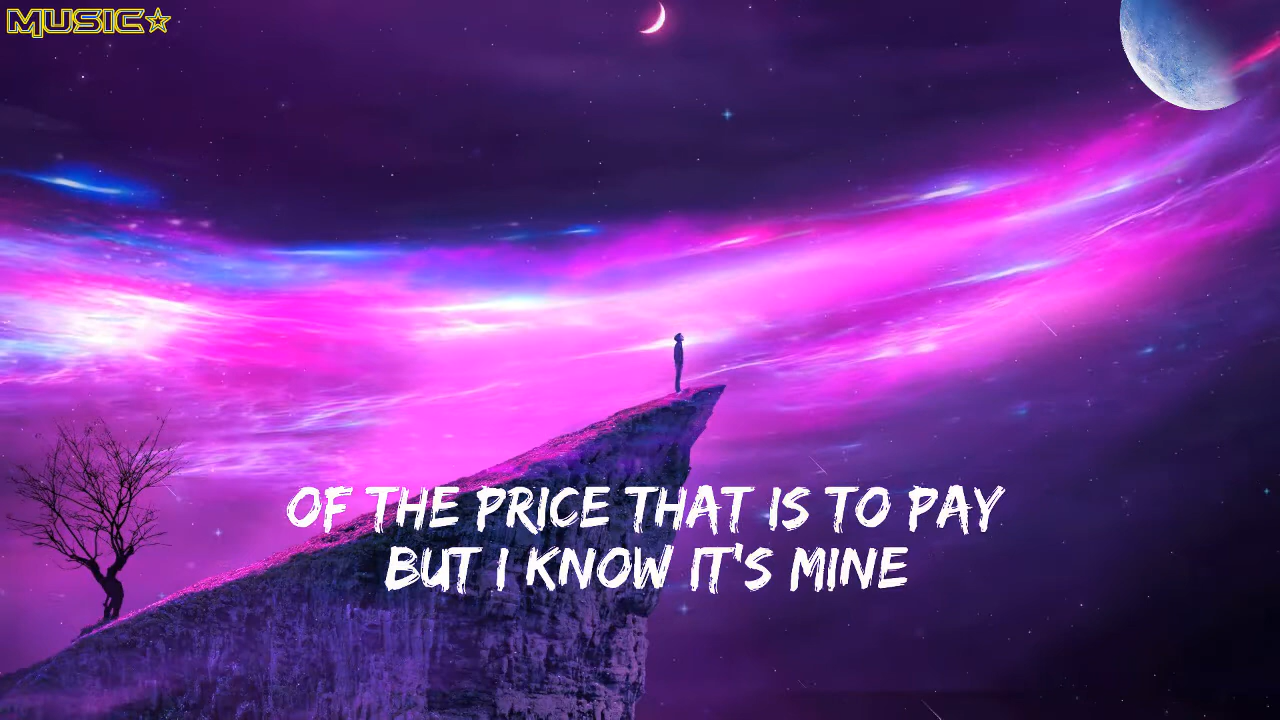 MUSIC☆
OF THE PRICE THAT IS TO PAY
BUT I KNOW IT'S MINE